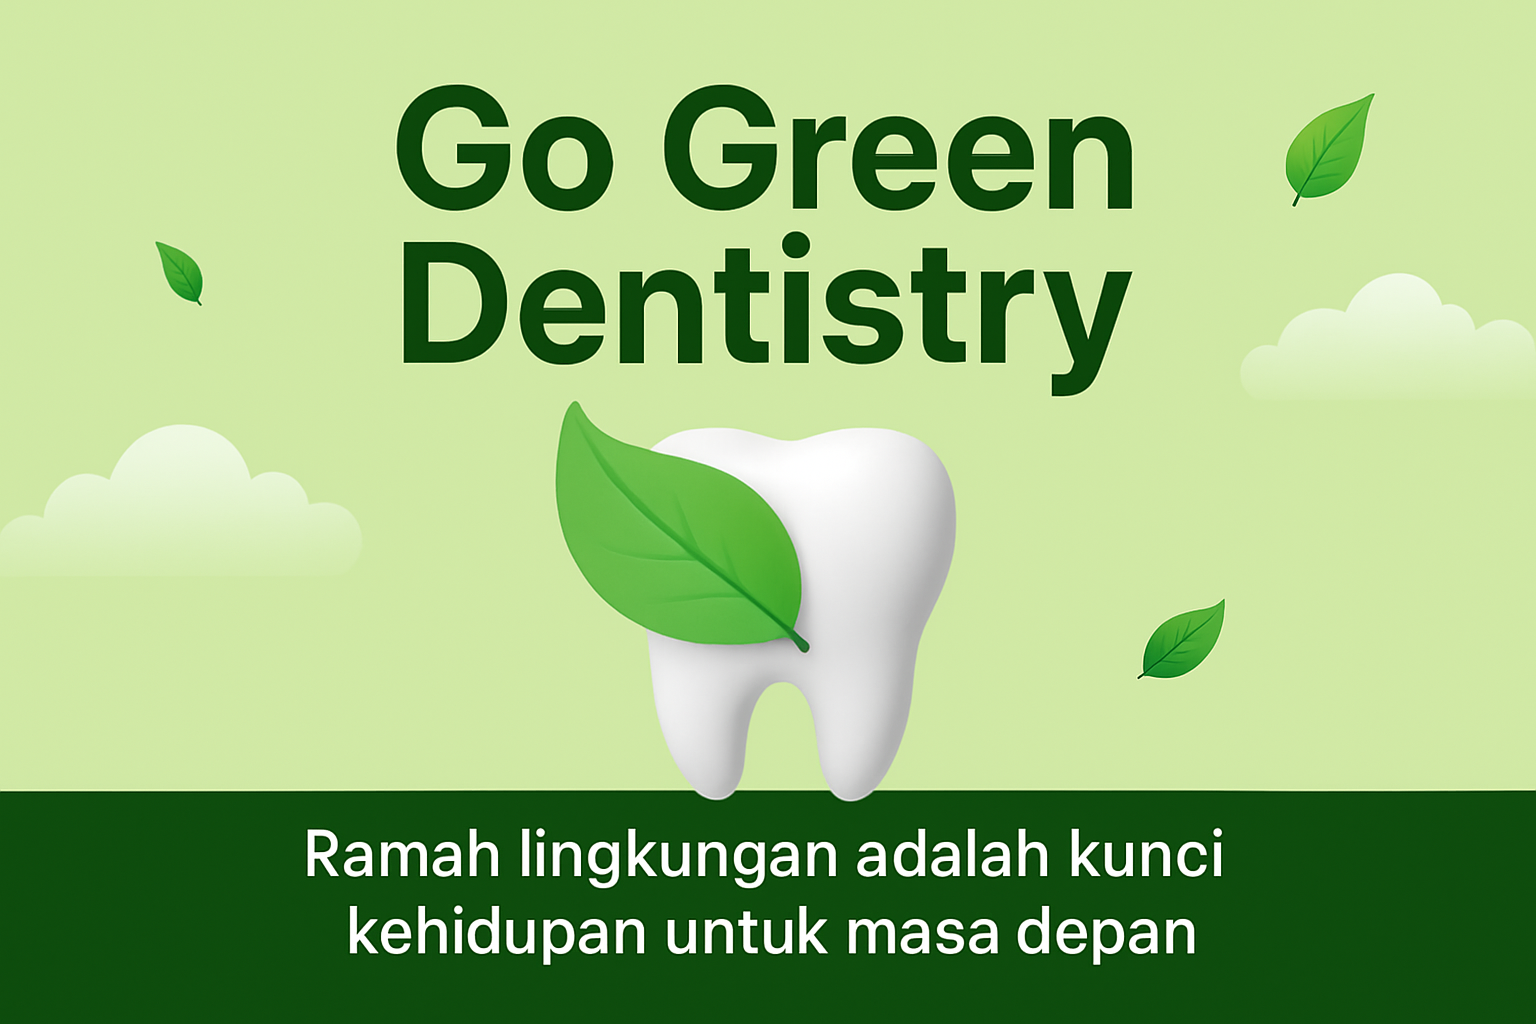 Go Green
Dentistry
Ramah lingkungan adalah kunci
kehidupan untuk masa depan